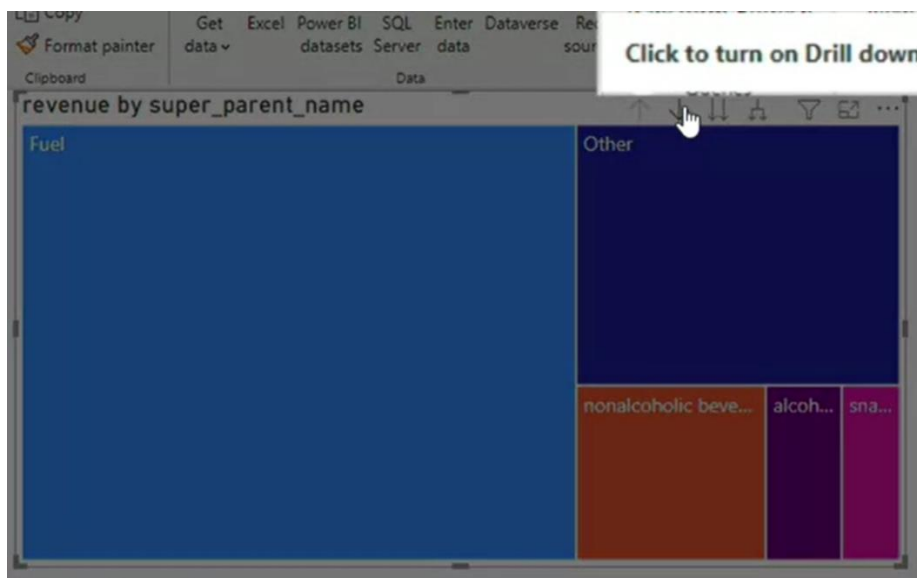 Copy
Format painter
Clipboard
Get data
Excel
Power BI datasets
SQL Server
Enter data
Dataverse
Data
Click to turn on Drill down
revenue by super_parent_name
Fuel
Other
nonalcoholic beve...
alcoh...
sna...